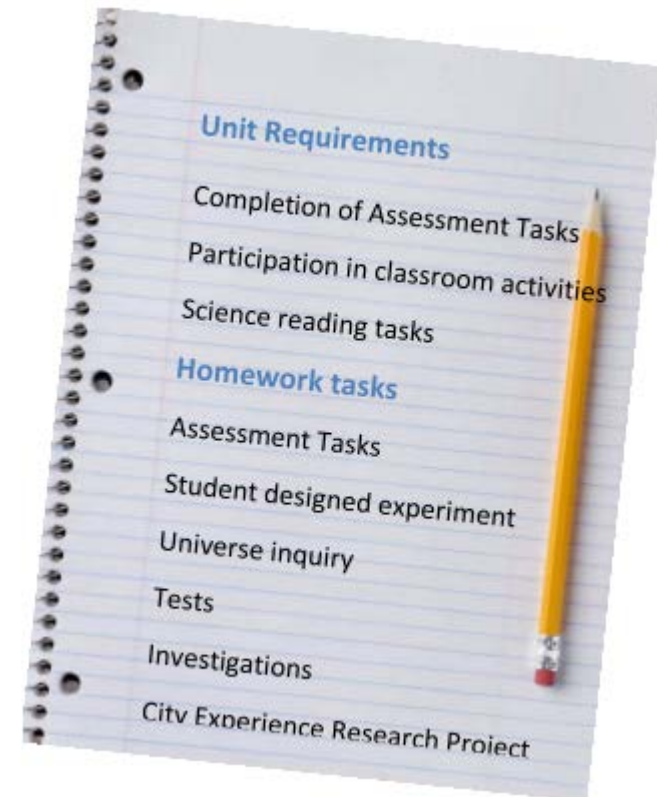 Unit Requirements
Completion of Assessment Tasks
Participation in classroom activities
Science reading tasks
Homework tasks
Assessment Tasks
Student designed experiment
Universe inquiry
Tests
Investigations
City Experience Research Project